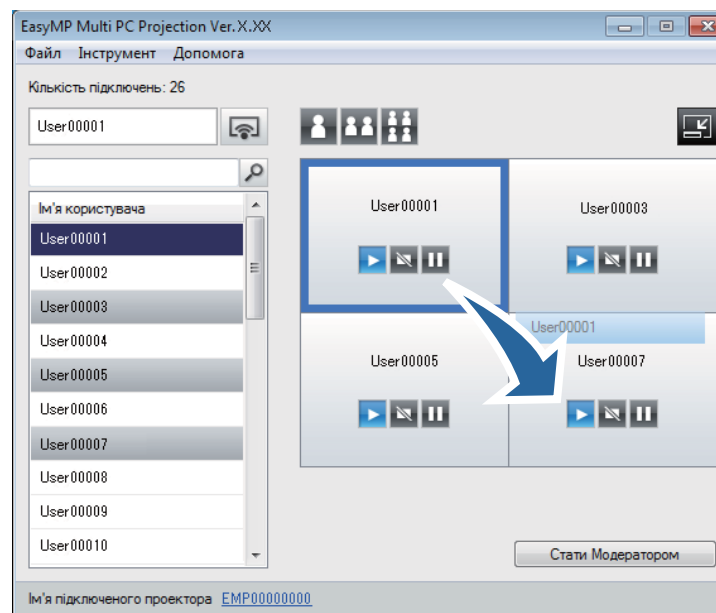 EasyMP Multi PC Projection Ver.X.XX
Файл Інструмент Допомога
Кількість підключень: 26
User00001
Ім'я користувача
User00001
User00002
User00003
User00004
User00005
User00006
User00007
User00008
User00009
User00010
User00001
User00003
User00005
User00001
User00007
Стати Модератором
Ім'я підключеного проектора EMP00000000